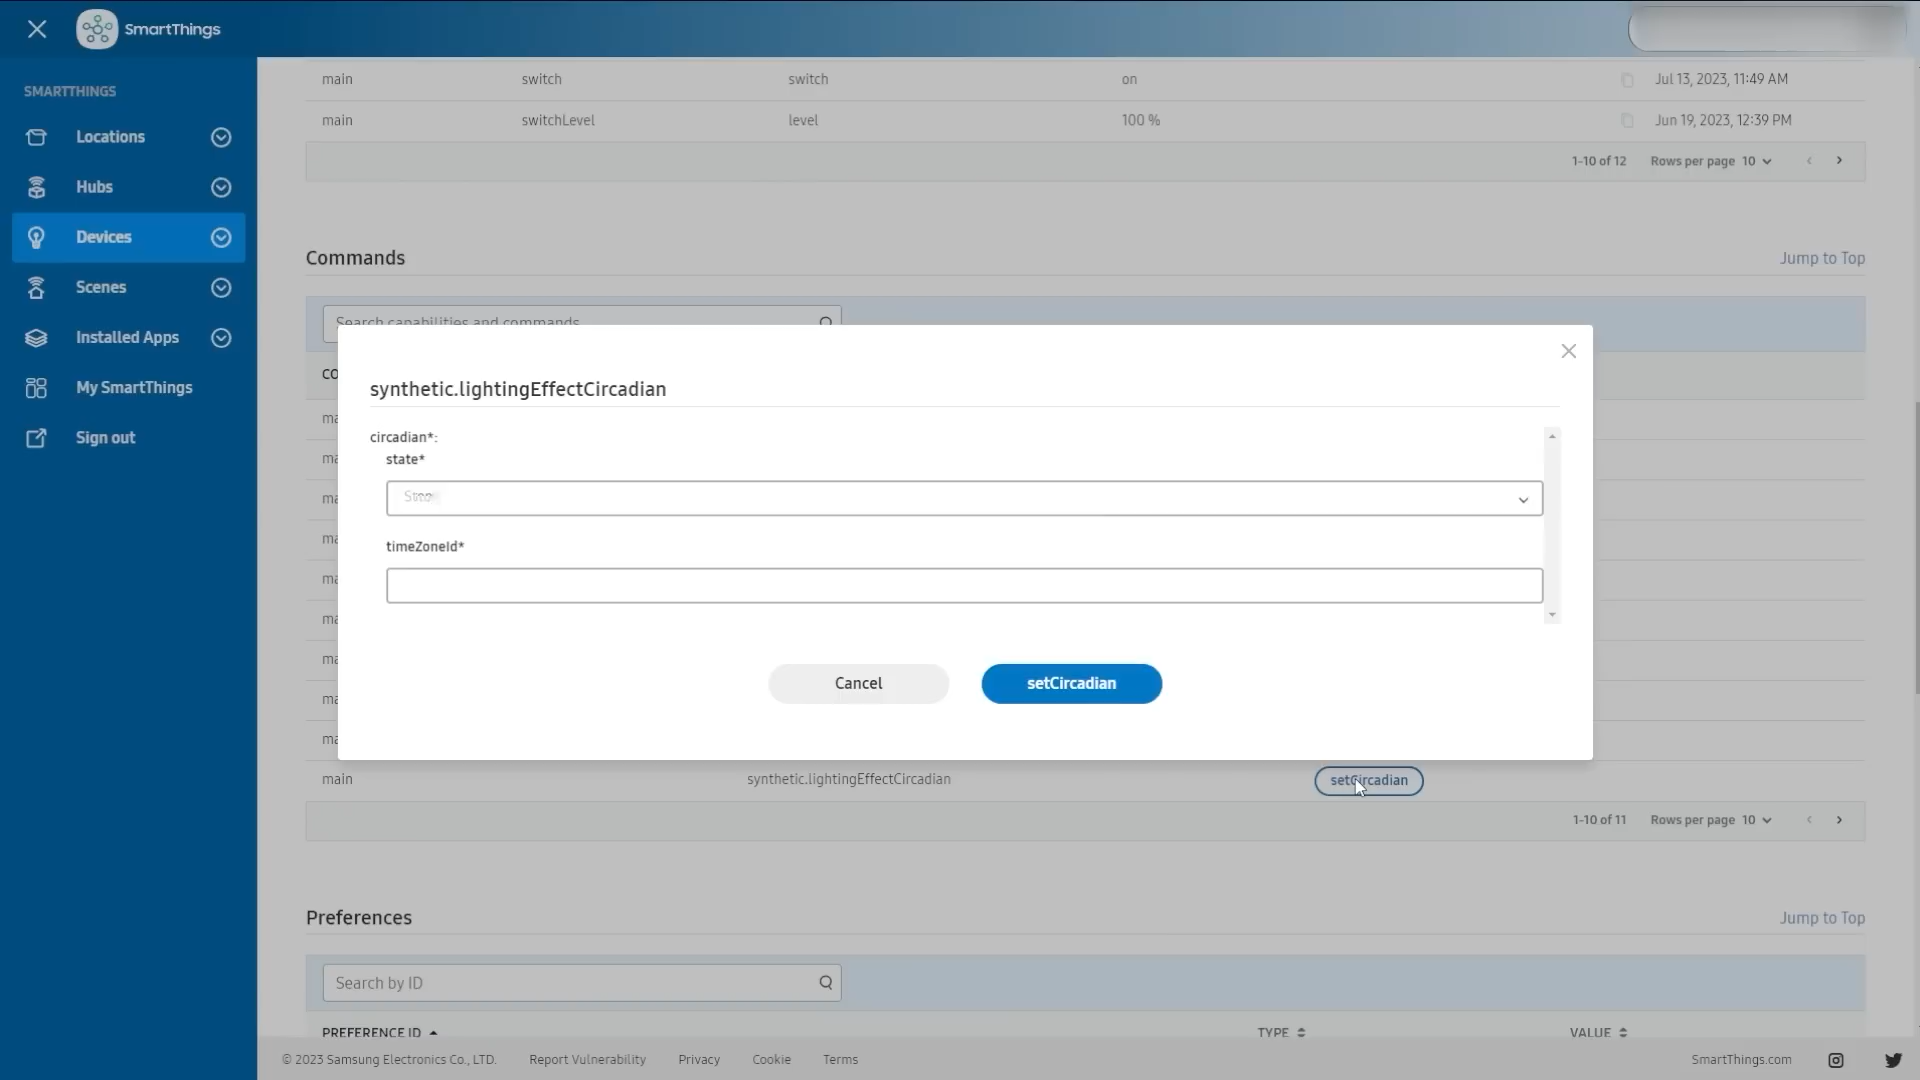 SmartThings
SMARTTHINGS
Locations
Hubs
Devices
Scenes
Installed Apps
My SmartThings
Sign out
main switch switch on Jul 13, 2023, 11:49 AM
main switchLevel level 100 % Jun 19, 2023, 12:39 PM
1-10 of 12 Rows per page 10
Commands Jump to Top
Search capabilities and commands
synthetic.lightingEffectCircadian
circadian*:
state*
timeZoneId*
Cancel setCircadian
main synthetic.lightingEffectCircadian setCircadian
1-10 of 11 Rows per page 10
Preferences Jump to Top
Search by ID
PREFERENCE ID TYPE VALUE
© 2023 Samsung Electronics Co., LTD. Report Vulnerability Privacy Cookie Terms SmartThings.com